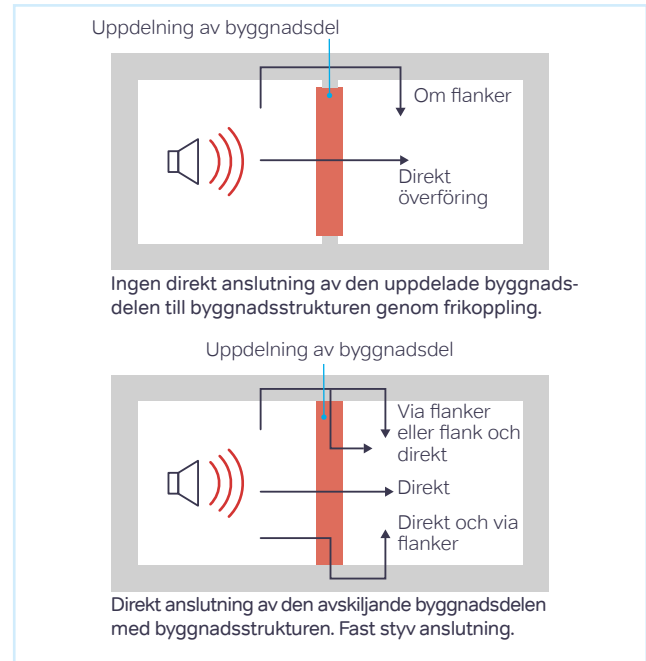 Uppdelning av byggnadsdel
Om flanker
Direkt
överföring
Ingen direkt anslutning av den uppdelade byggnads-
delen till byggnadsstrukturen genom frikoppling.
Uppdelning av byggnadsdel
Via flanker
eller flank och
direkt
Direkt
Direkt och via
flanker
Direkt anslutning av den avskiljande byggnadsdelen
med byggnadsstrukturen. Fast styv anslutning.